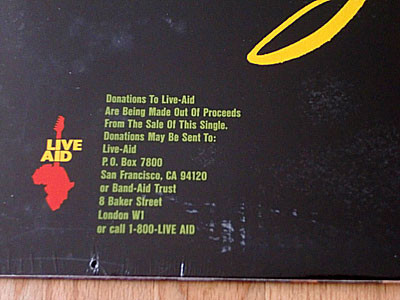 Donations To Live-Aid
Are Being Made Out Of Proceeds
From The Sale Of This Single.
Donations May Be Sent To:
Live-Aid
P.O. Box 7800
San Francisco, CA 94120
or Band-Aid Trust
8 Baker Street
London W1
or call 1-800-LIVE AID
LIVE
AID